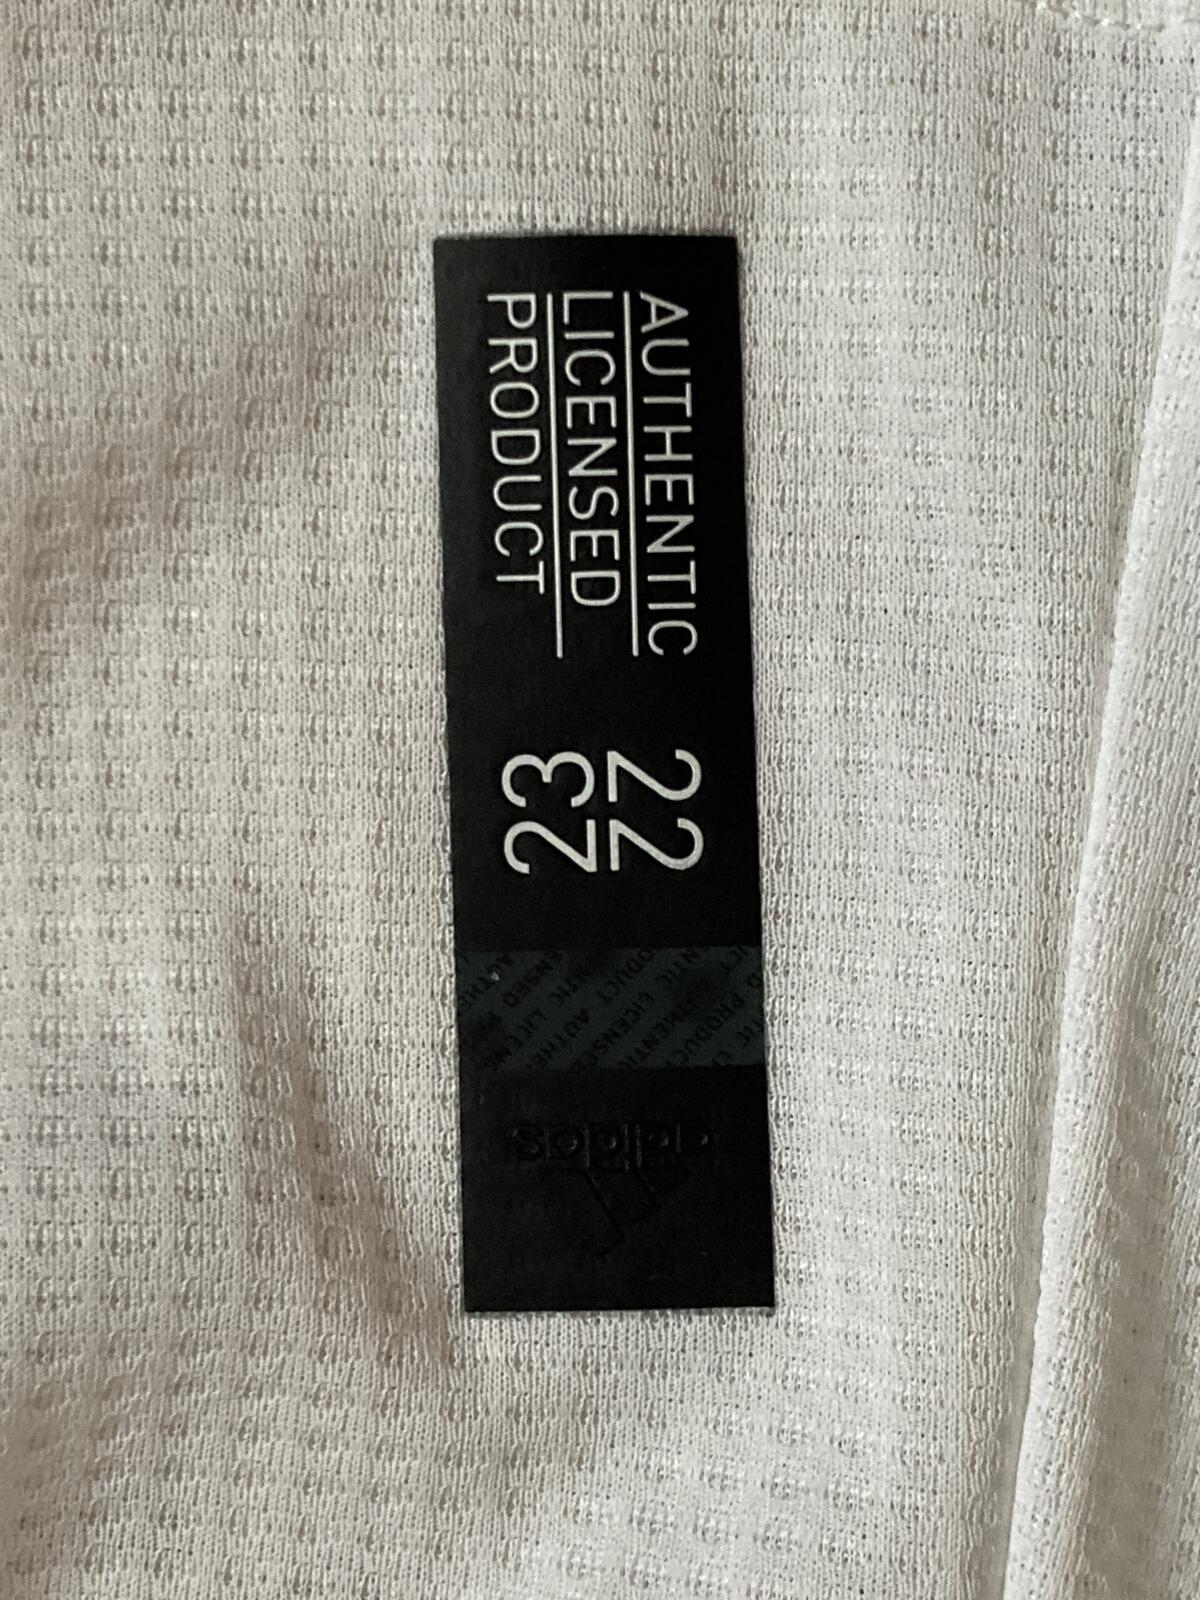 AUTHENTIC
LICENSED
PRODUCT
22
23
adidas